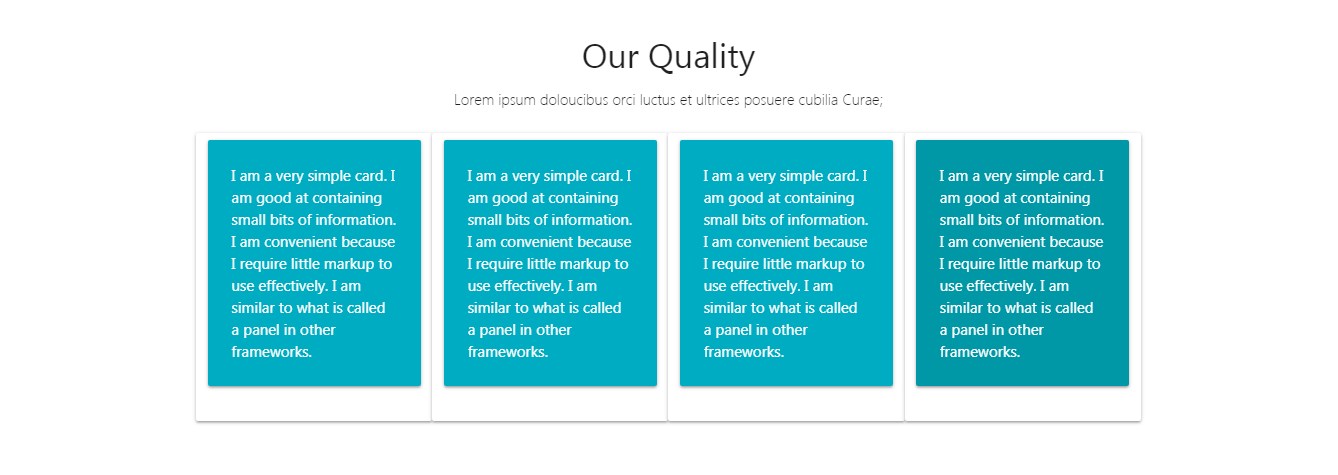 Our Quality
Lorem ipsum doloucibus orci luctus et ultrices posuere cubilia Curae;
I am a very simple card. I
am good at containing
small bits of information.
I am convenient because
I require little markup to
use effectively. I am
similar to what is called
a panel in other
frameworks.
I am a very simple card. I
am good at containing
small bits of information.
I am convenient because
I require little markup to
use effectively. I am
similar to what is called
a panel in other
frameworks.
I am a very simple card. I
am good at containing
small bits of information.
I am convenient because
I require little markup to
use effectively. I am
similar to what is called
a panel in other
frameworks.
I am a very simple card. I
am good at containing
small bits of information.
I am convenient because
I require little markup to
use effectively. I am
similar to what is called
a panel in other
frameworks.